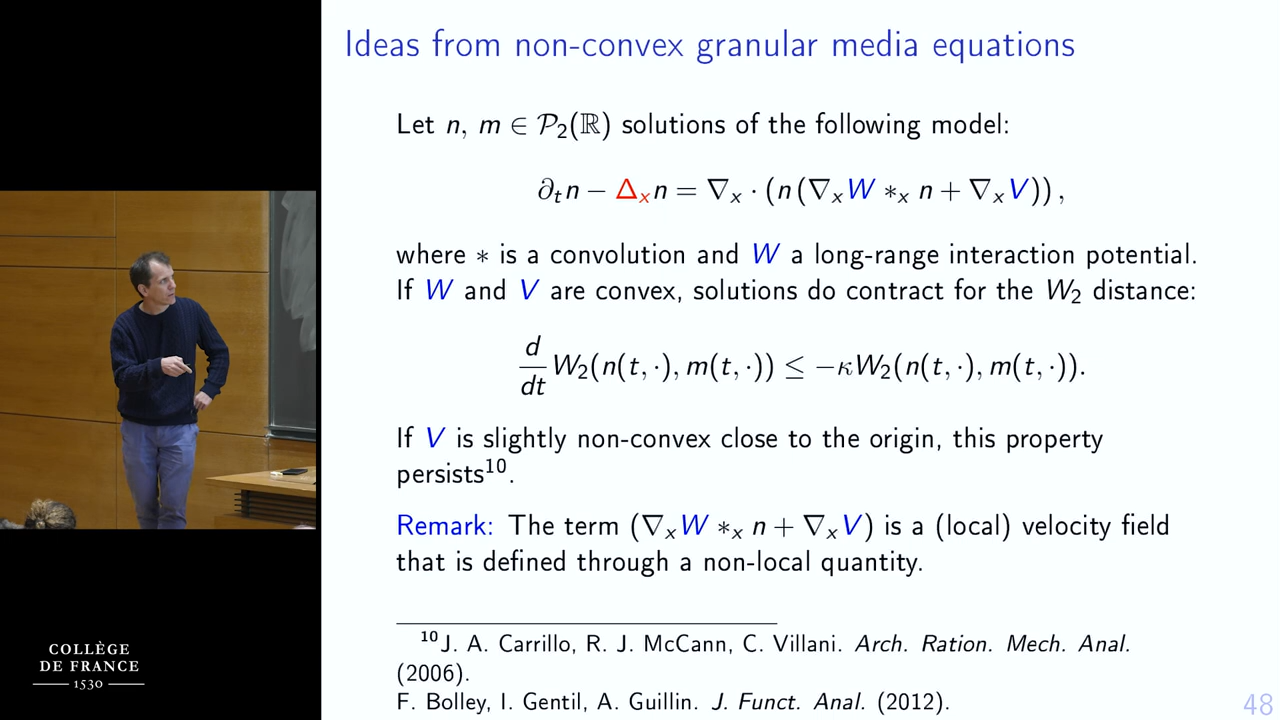 Ideas from non-convex granular media equations
Let n, m ∈ 𝒫₂(ℝ) solutions of the following model:
∂ₜn − Δₓn = ∇ₓ · (n (∇ₓW ∗ₓ n + ∇ₓV)) ,
where ∗ is a convolution and W a long-range interaction potential.
If W and V are convex, solutions do contract for the W₂ distance:
d/dt W₂(n(t, ·), m(t, ·)) ≤ −κW₂(n(t, ·), m(t, ·)).
If V is slightly non-convex close to the origin, this property
persists¹⁰.
Remark: The term (∇ₓW ∗ₓ n + ∇ₓV) is a (local) velocity field
that is defined through a non-local quantity.
¹⁰J. A. Carrillo, R. J. McCann, C. Villani. Arch. Ration. Mech. Anal.
(2006).
F. Bolley, I. Gentil, A. Guillin. J. Funct. Anal. (2012).
48
COLLÈGE
DE FRANCE
1530